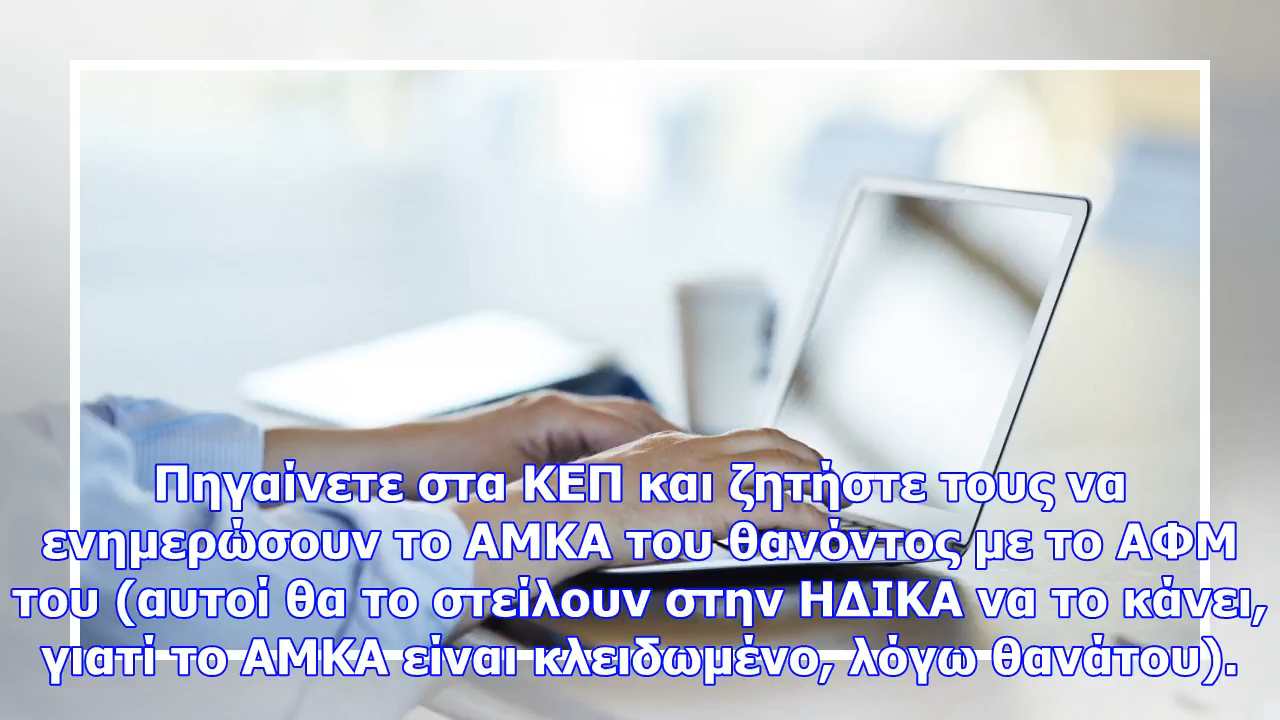 Πηγαίνετε στα ΚΕΠ και ζητήστε τους να
ενημερώσουν το ΑΜΚΑ του θανόντος με το ΑΦΜ
του (αυτοί θα το στείλουν στην ΗΔΙΚΑ να το κάνει,
γιατί το ΑΜΚΑ είναι κλειδωμένο, λόγω θανάτου).